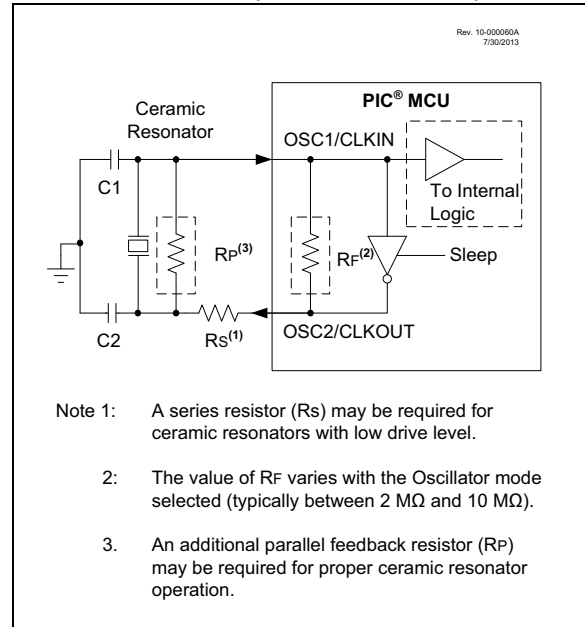 Rev. 10-000060A
7/30/2013
PIC® MCU
Ceramic
Resonator
OSC1/CLKIN
C1
To Internal
Logic
RP(3)
RF(2)
Sleep
C2
RS(1)
OSC2/CLKOUT
Note 1: A series resistor (Rs) may be required for
ceramic resonators with low drive level.
2: The value of RF varies with the Oscillator mode
selected (typically between 2 MΩ and 10 MΩ).
3. An additional parallel feedback resistor (RP)
may be required for proper ceramic resonator
operation.